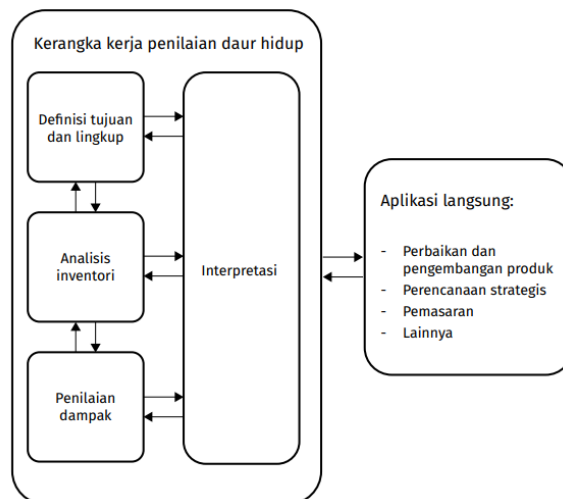 Kerangka kerja penilaian daur hidup
Definisi tujuan
dan lingkup
Analisis
inventori
Penilaian
dampak
Interpretasi
Aplikasi langsung:
- Perbaikan dan
pengembangan produk
- Perencanaan strategis
- Pemasaran
- Lainnya